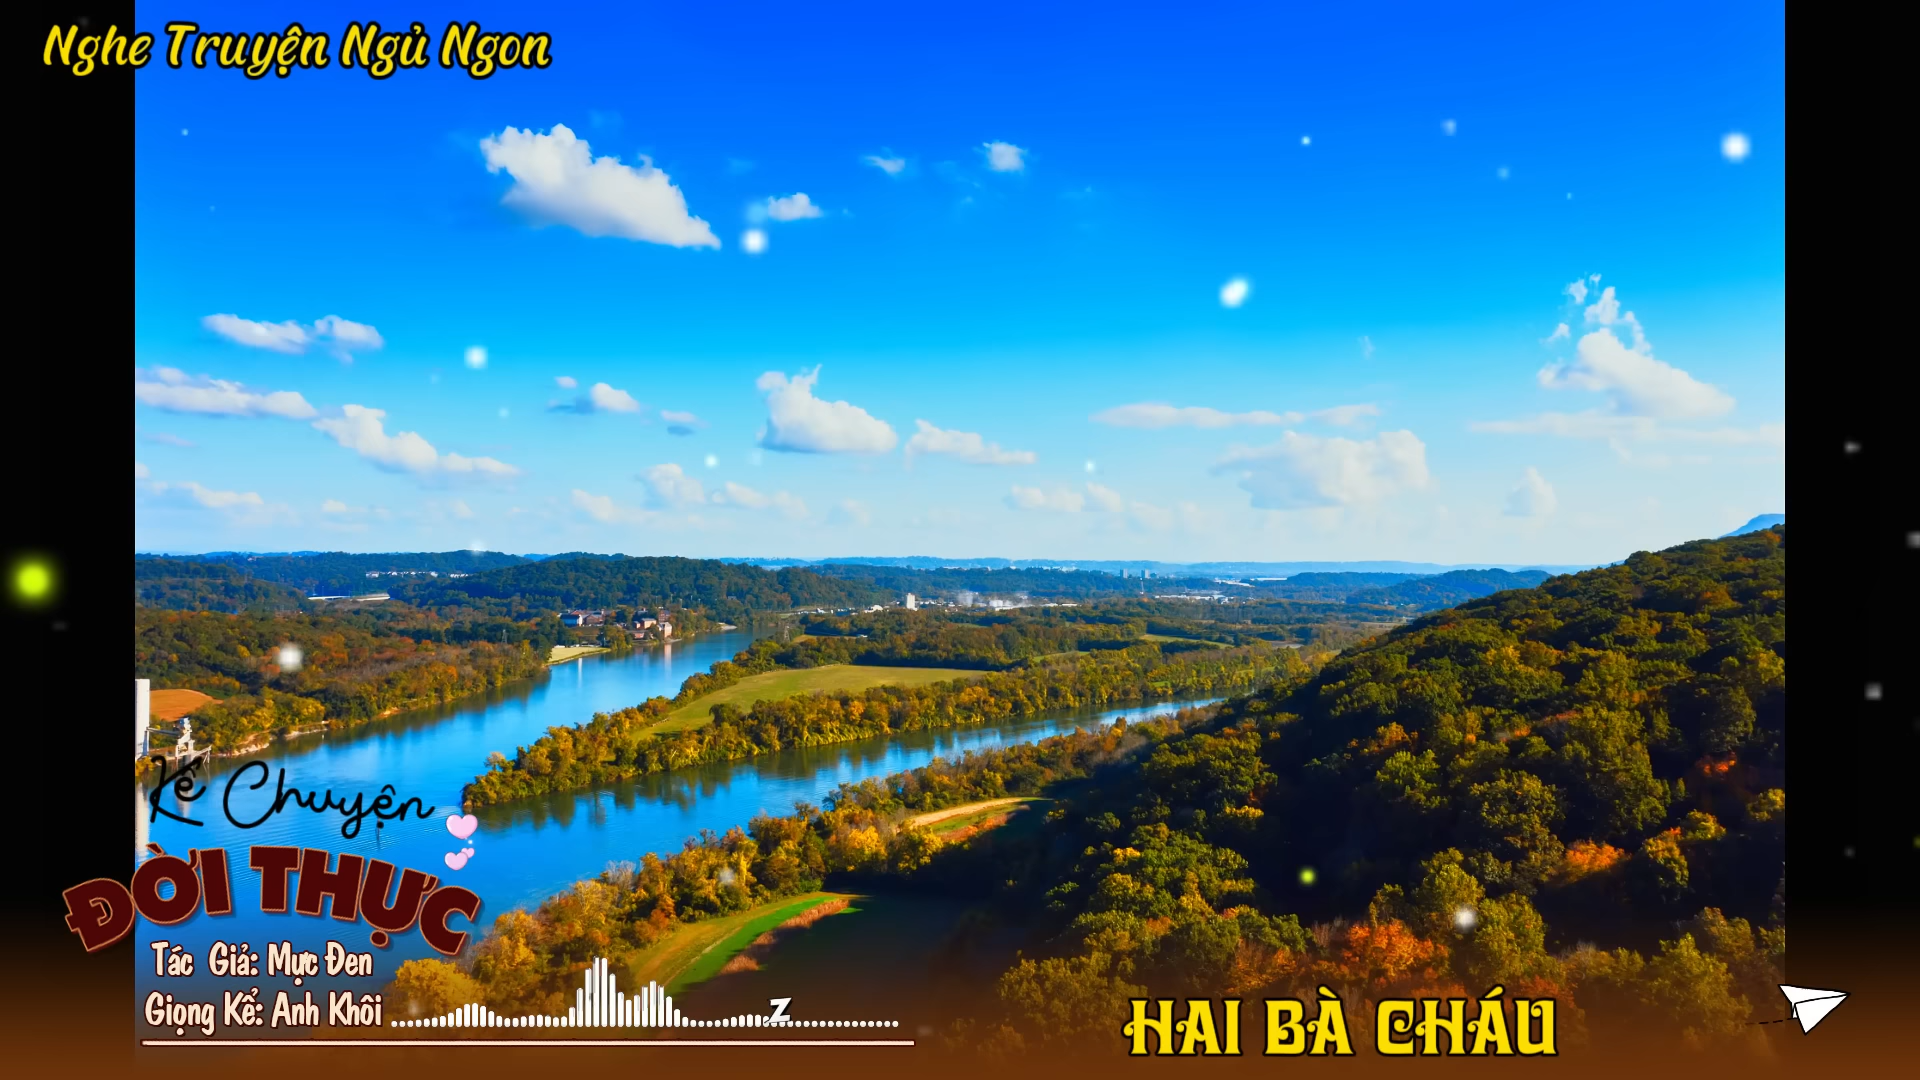 Nghe Truyện Ngủ Ngon
Kể Chuyện
ĐỜI THỰC
Tác Giả: Mực Đen
Giọng Kể: Anh Khôi
z
HAI BÀ CHÁU